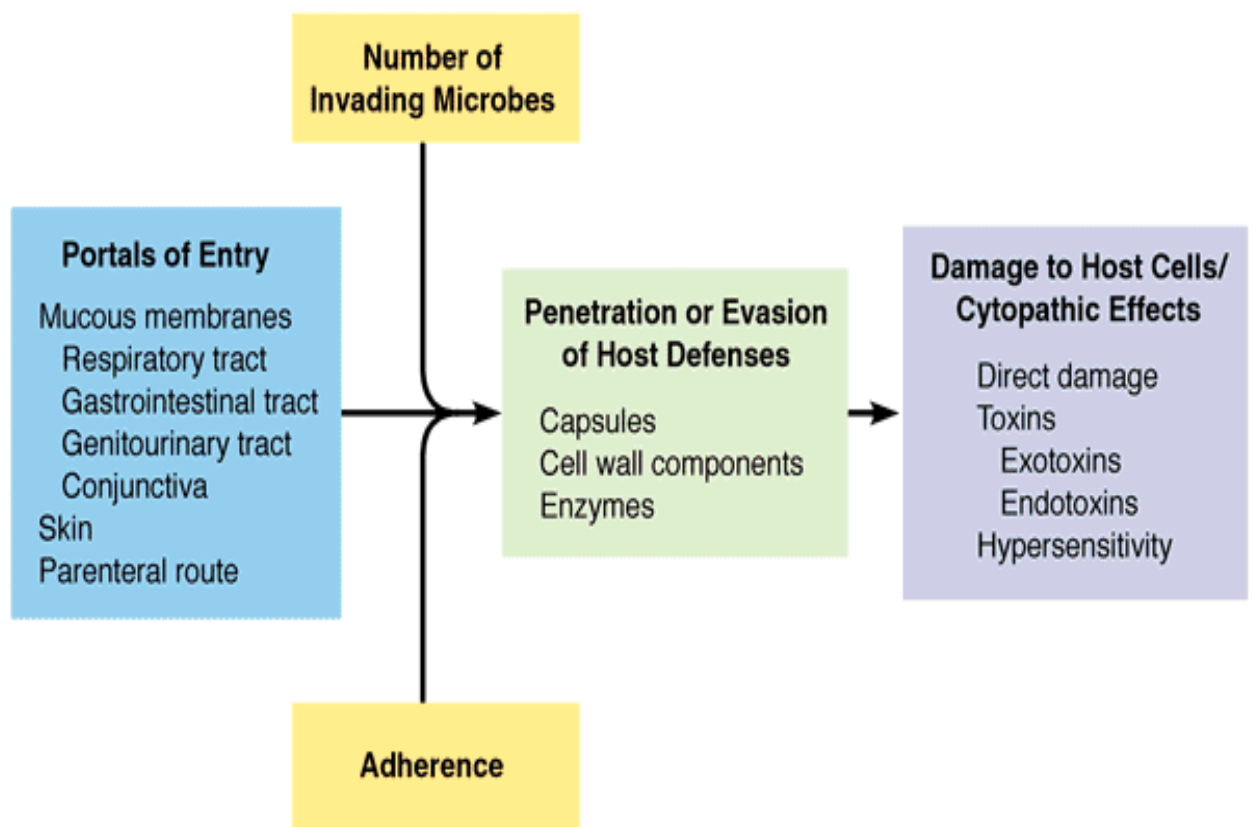 Number of
Invading Microbes
Portals of Entry
Mucous membranes
Respiratory tract
Gastrointestinal tract
Genitourinary tract
Conjunctiva
Skin
Parenteral route
Penetration or Evasion
of Host Defenses
Capsules
Cell wall components
Enzymes
Damage to Host Cells/
Cytopathic Effects
Direct damage
Toxins
Exotoxins
Endotoxins
Hypersensitivity
Adherence